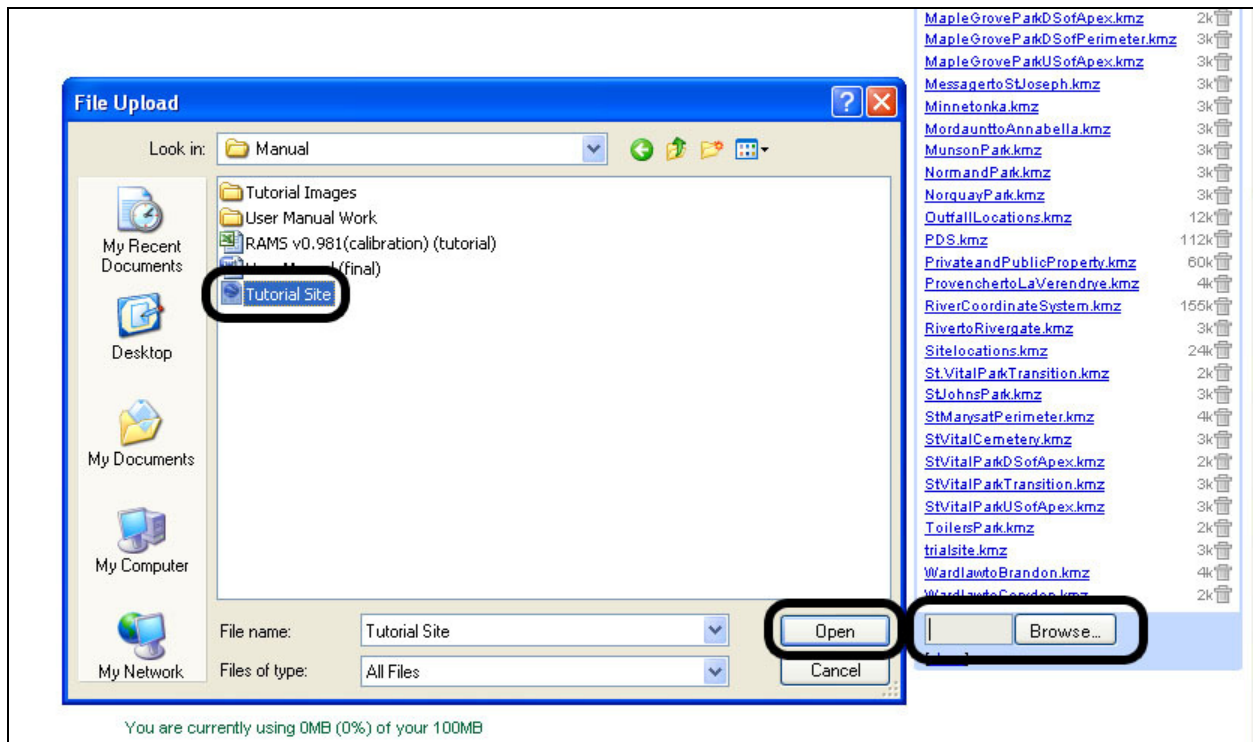 File Upload
Look in:
Manual
My Recent
Documents
Desktop
My Documents
My Computer
My Network
Tutorial Images
User Manual Work
RAMS v0.981(calibration) (tutorial)
(final)
Tutorial Site
File name:
Tutorial Site
Open
Files of type:
All Files
Cancel
You are currently using 0MB (0%) of your 100MB
MapleGroveParkDSofApex.kmz 2k
MapleGroveParkDSofPerimeter.kmz 3k
MapleGroveParkUSofApex.kmz 3k
MessagertoStJoseph.kmz 3k
Minnetonka.kmz 3k
MordaunttoAnnabella.kmz 3k
MunsonPark.kmz 3k
NormandPark.kmz 3k
NorquayPark.kmz 3k
OutfallLocations.kmz 12k
PDS.kmz 112k
PrivateandPublicProperty.kmz 60k
ProvenchertoLaVerendrye.kmz 4k
RiverCoordinateSystem.kmz 155k
RivertoRivergate.kmz 3k
Sitelocations.kmz 24k
St.VitalParkTransition.kmz 2k
StJohnsPark.kmz 3k
StMarysatPerimeter.kmz 4k
StVitalCemetery.kmz 3k
StVitalParkDSofApex.kmz 2k
StVitalParkTransition.kmz 3k
StVitalParkUSofApex.kmz 3k
ToilersPark.kmz 2k
trialsite.kmz 3k
WardlawtoBrandon.kmz 4k
WardlawtoCorydon.kmz 2k
Browse...